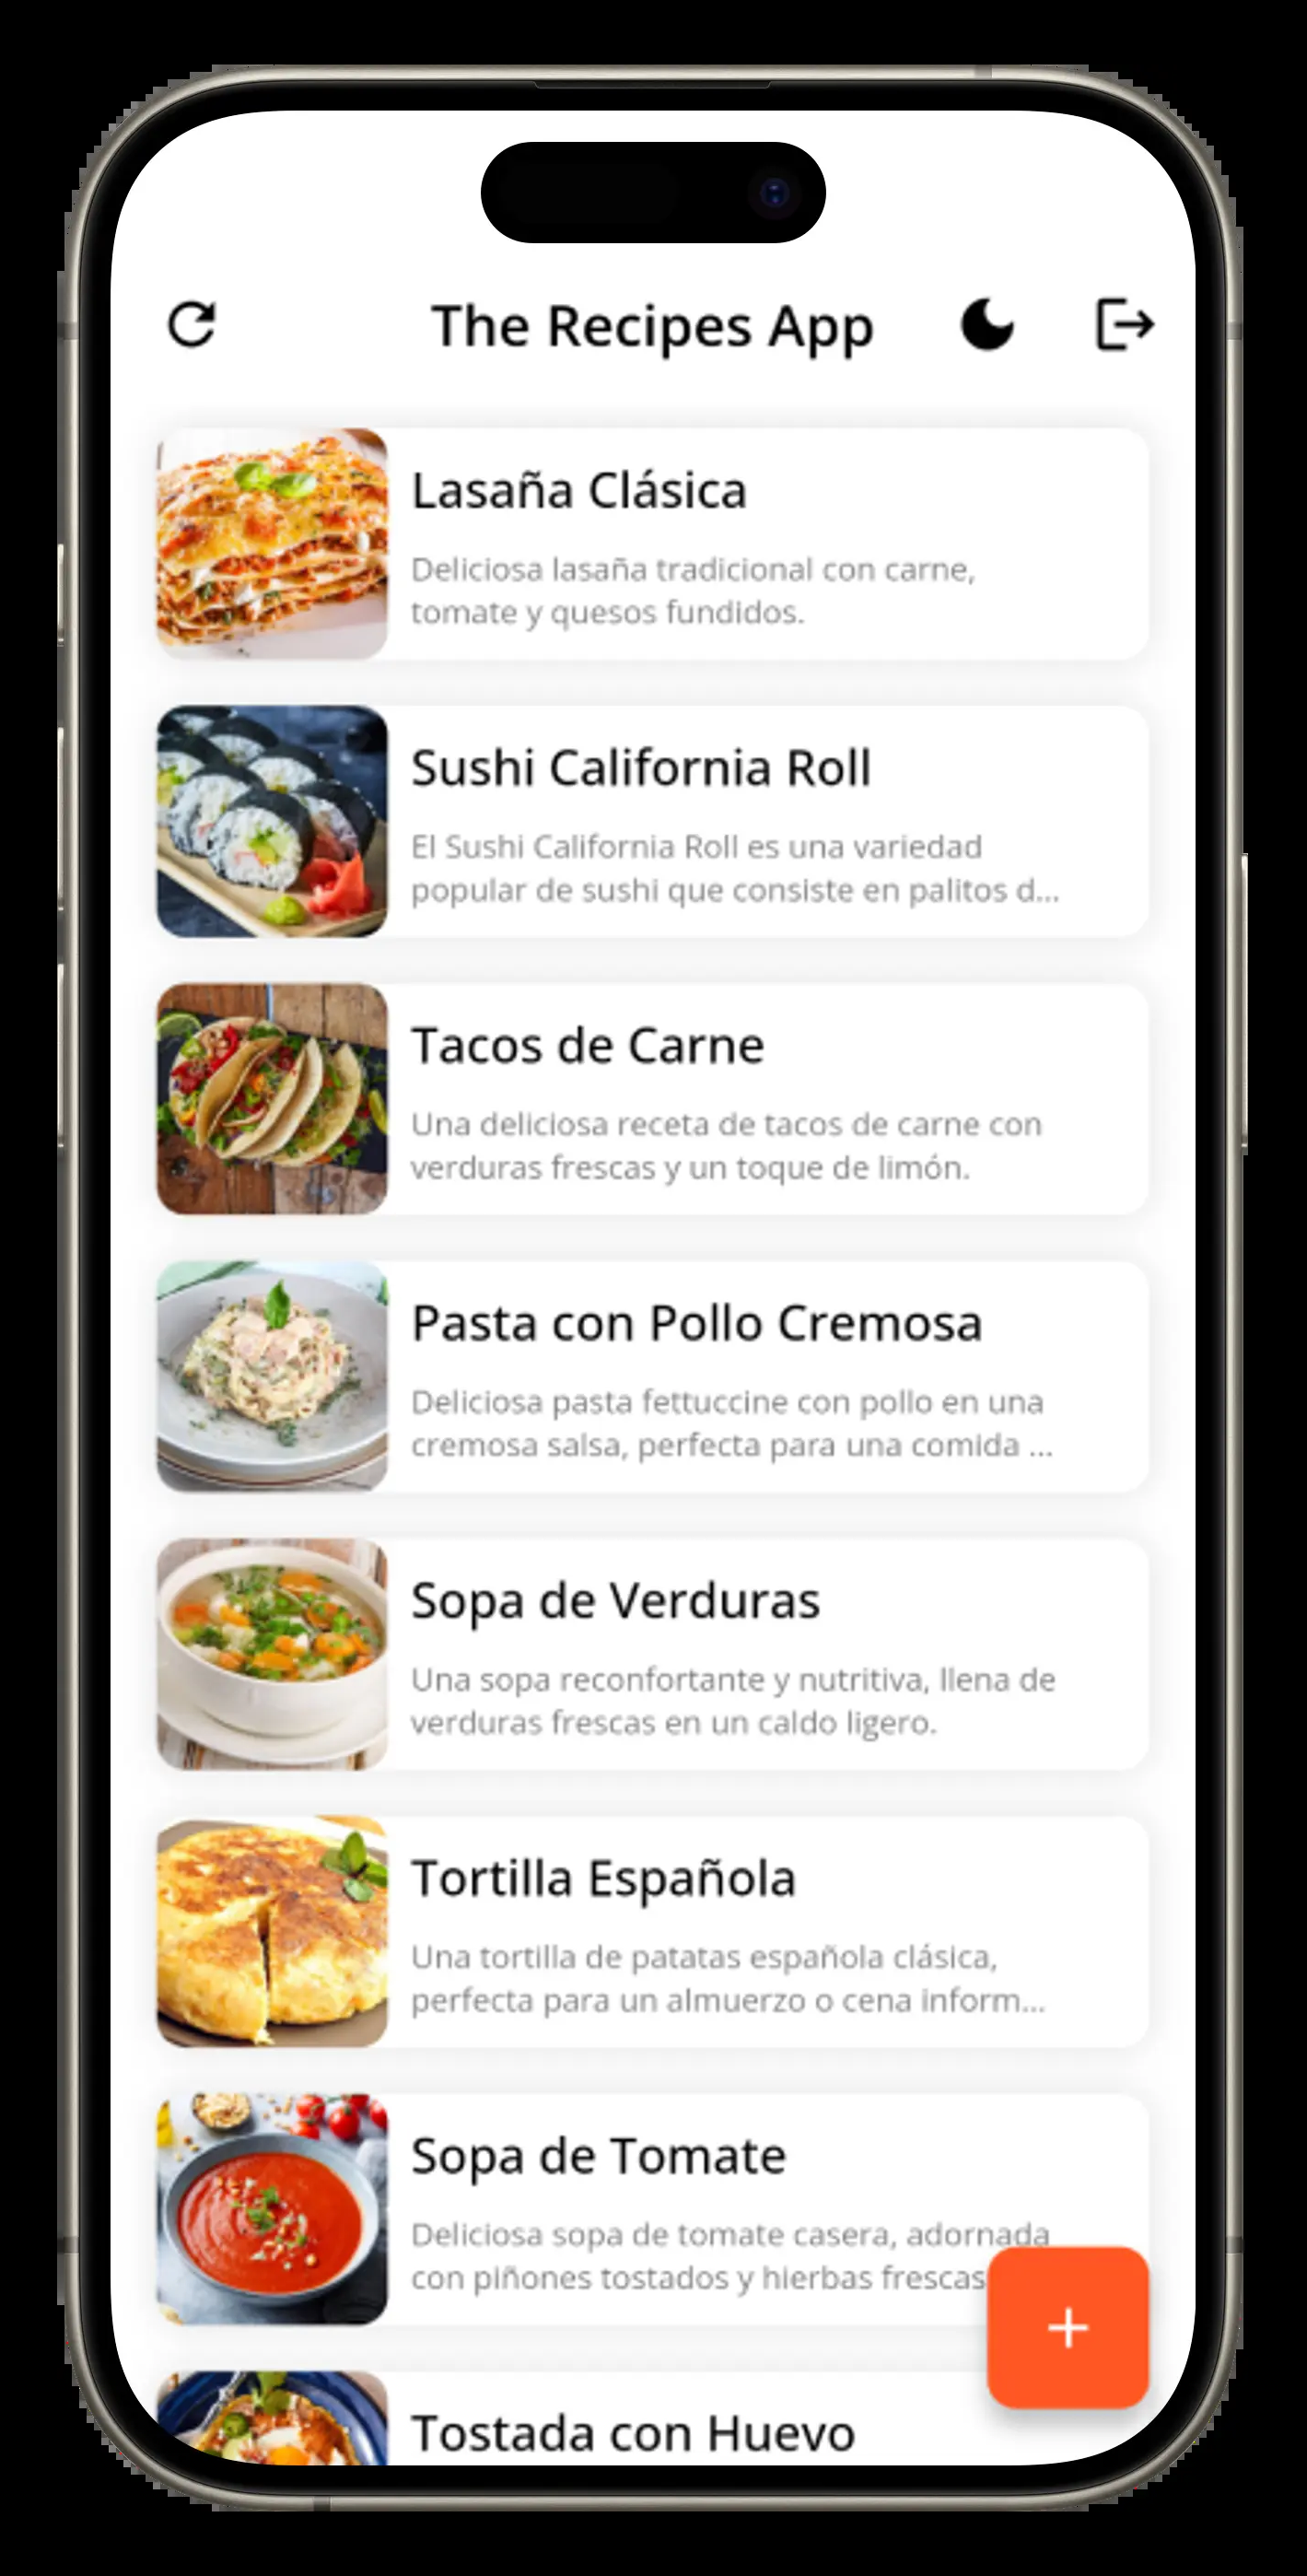 The Recipes App
Lasaña Clásica
Deliciosa lasaña tradicional con carne,
tomate y quesos fundidos.
Sushi California Roll
El Sushi California Roll es una variedad
popular de sushi que consiste en palitos d...
Tacos de Carne
Una deliciosa receta de tacos de carne con
verduras frescas y un toque de limón.
Pasta con Pollo Cremosa
Deliciosa pasta fettuccine con pollo en una
cremosa salsa, perfecta para una comida ...
Sopa de Verduras
Una sopa reconfortante y nutritiva, llena de
verduras frescas en un caldo ligero.
Tortilla Española
Una tortilla de patatas española clásica,
perfecta para un almuerzo o cena inform...
Sopa de Tomate
Deliciosa sopa de tomate casera, adornada
con piñones tostados y hierbas frescas
+
Tostada con Huevo